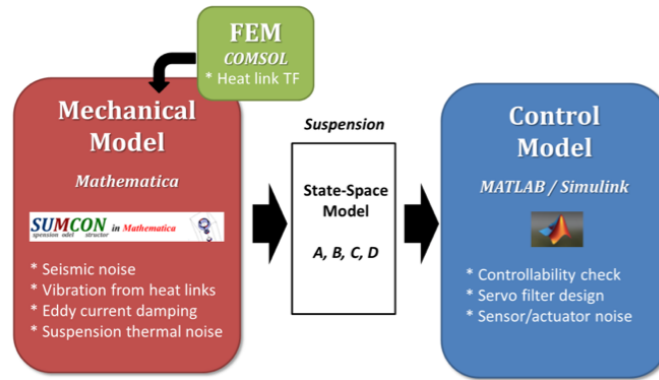 FEM
COMSOL
* Heat link TF
Mechanical
Model
Mathematica
SUMCON in Mathematica
* Seismic noise
* Vibration from heat links
* Eddy current damping
* Suspension thermal noise
Suspension
State-Space
Model
A, B, C, D
Control
Model
MATLAB / Simulink
* Controllability check
* Servo filter design
* Sensor/actuator noise